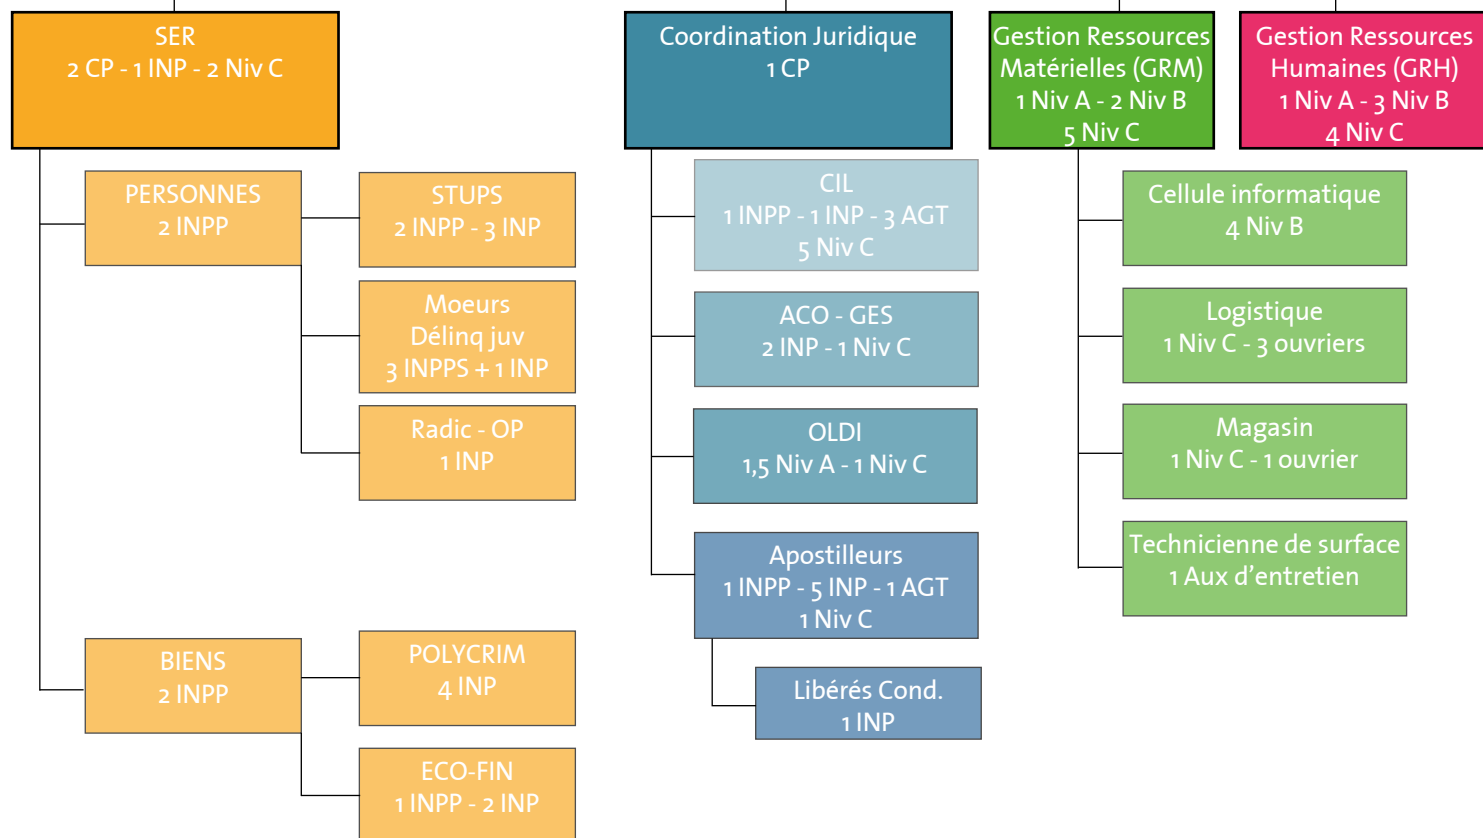 SER
2 CP - 1 INP - 2 Niv C
Coordination Juridique
1 CP
Gestion Ressources
Matérielles (GRM)
1 Niv A - 2 Niv B
5 Niv C
Gestion Ressources
Humaines (GRH)
1 Niv A - 3 Niv B
4 Niv C
PERSONNES
2 INPP
STUPS
2 INPP - 3 INP
Moeurs
Délinq juv
3 INPPS + 1 INP
Radic - OP
1 INP
BIENS
2 INPP
POLYCRIM
4 INP
ECO-FIN
1 INPP - 2 INP
CIL
1 INPP - 1 INP - 3 AGT
5 Niv C
ACO - GES
2 INP - 1 Niv C
OLDI
1,5 Niv A - 1 Niv C
Apostilleurs
1 INPP - 5 INP - 1 AGT
1 Niv C
Libérés Cond.
1 INP
Cellule informatique
4 Niv B
Logistique
1 Niv C - 3 ouvriers
Magasin
1 Niv C - 1 ouvrier
Technicienne de surface
1 Aux d'entretien